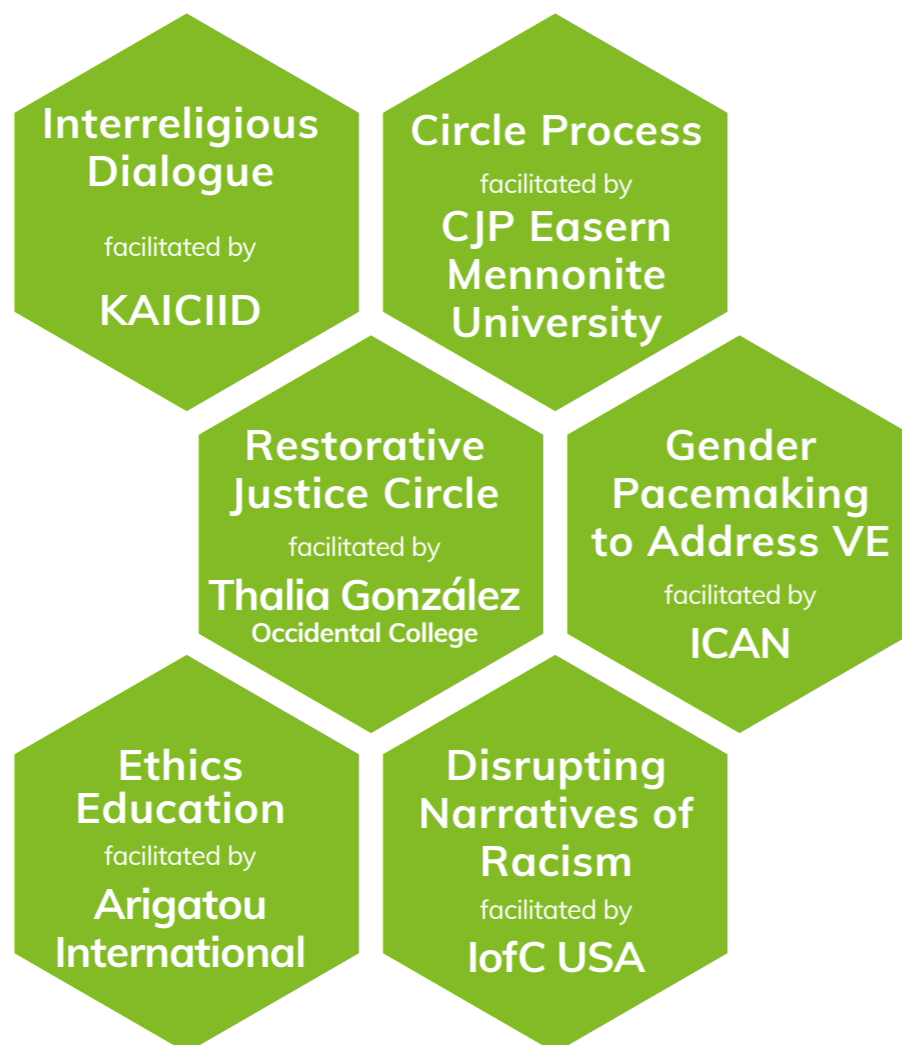 Interreligious
Dialogue
facilitated by
KAICIID
Circle Process
facilitated by
CJP Easern
Mennonite
University
Restorative
Justice Circle
facilitated by
Thalia González
Occidental College
Gender
Pacemaking
to Address VE
facilitated by
ICAN
Ethics
Education
facilitated by
Arigatou
International
Disrupting
Narratives of
Racism
facilitated by
IofC USA